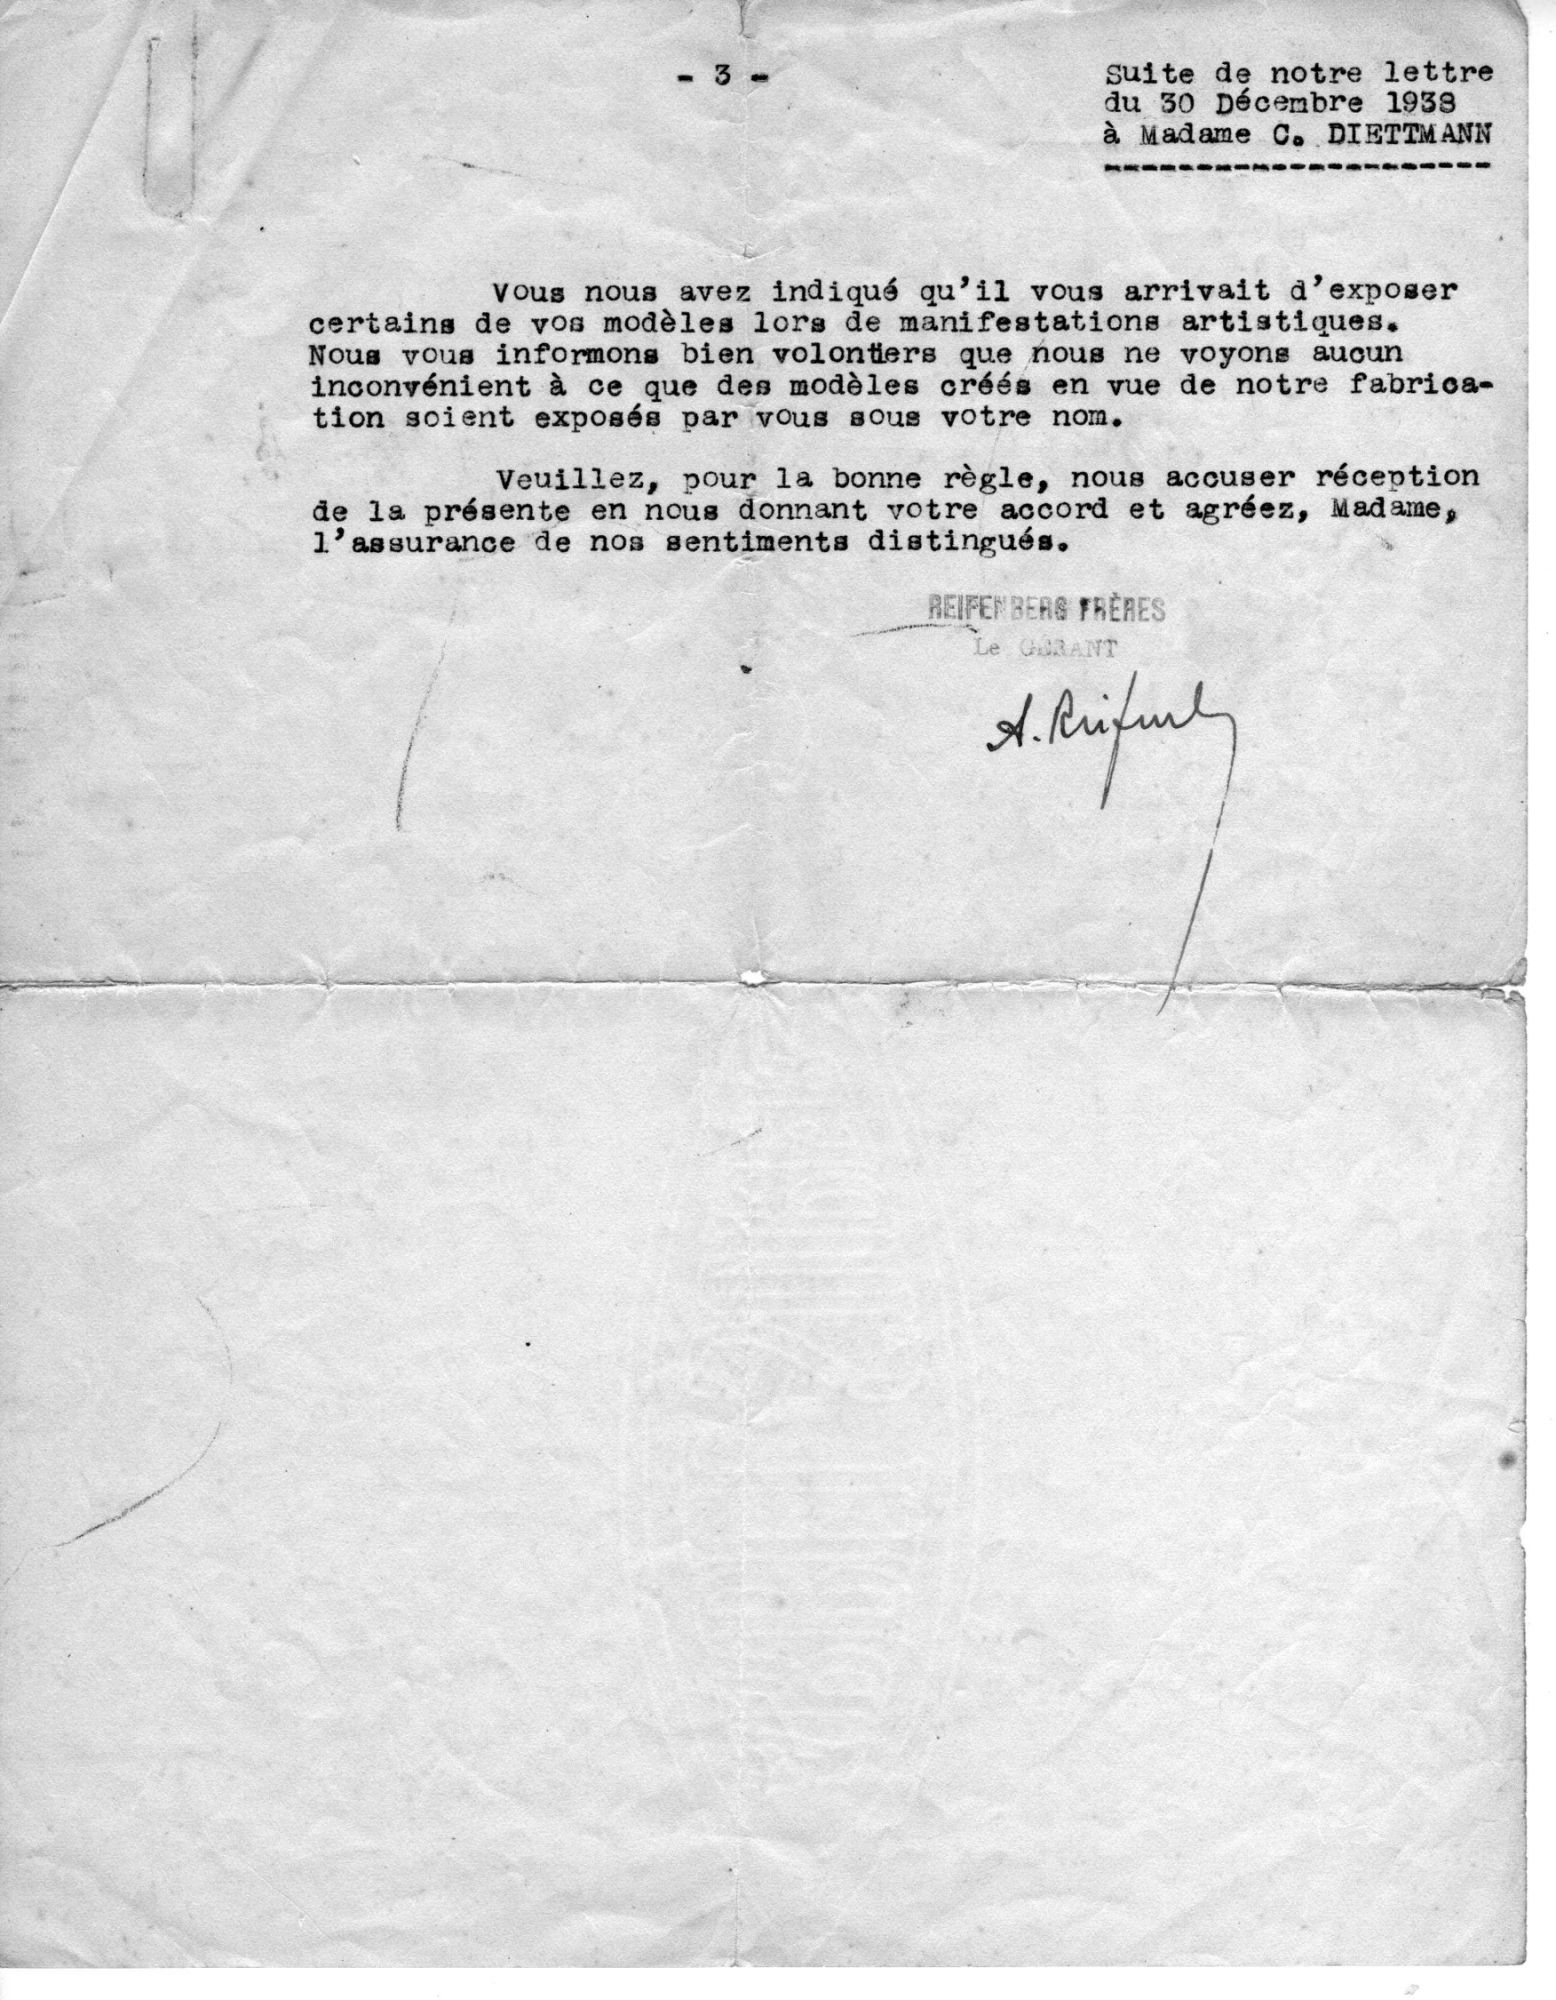 - 3 -
Suite de notre lettre
du 30 Décembre 1938
à Madame C. DIETTMANN
---------------------
Vous nous avez indiqué qu'il vous arrivait d'exposer
certains de vos modèles lors de manifestations artistiques.
Nous vous informons bien volontiers que nous ne voyons aucun
inconvénient à ce que des modèles créés en vue de notre fabrica-
tion soient exposés par vous sous votre nom.
Veuillez, pour la bonne règle, nous accuser réception
de la présente en nous donnant votre accord et agréez, Madame,
l'assurance de nos sentiments distingués.
REIFENBERG FRÈRES
Le GÉRANT
A. Reifenberg